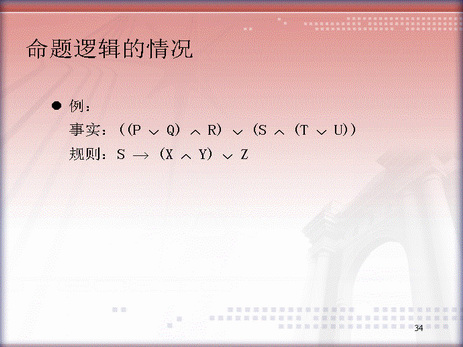 命题逻辑的情况
● 例：
事实：((P ∨ Q) ∧ R) ∨ (S ∧ (T ∨ U))
规则：S → (X ∧ Y) ∨ Z
34